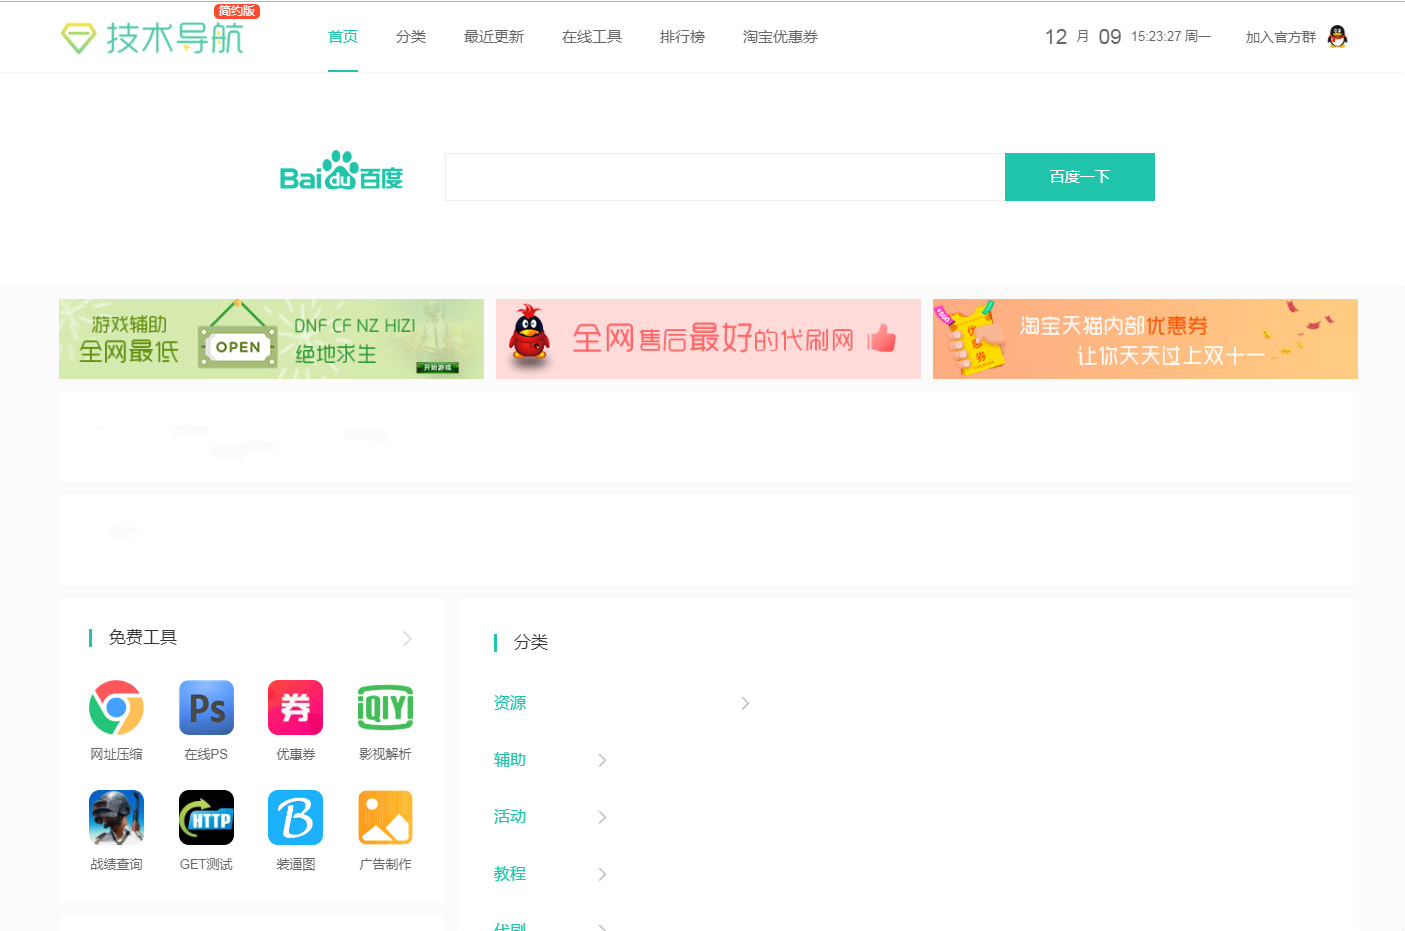 简约版
技术导航
首页 分类 最近更新 在线工具 排行榜 淘宝优惠券
12 月 09 15:23:27 周一 加入官方群
Bai du 百度
百度一下
游戏辅助
全网最低
OPEN
DNF CF NZ HIZI
绝地求生
开始游戏
全网售后最好的代刷网
淘宝天猫内部优惠券
让你天天过上双十一
券
免费工具
Ps
券
iQIYI
网址压缩 在线PS 优惠券 影视解析
HTTP
B
战绩查询 GET测试 装逼图 广告制作
分类
资源
辅助
活动
教程
代刷